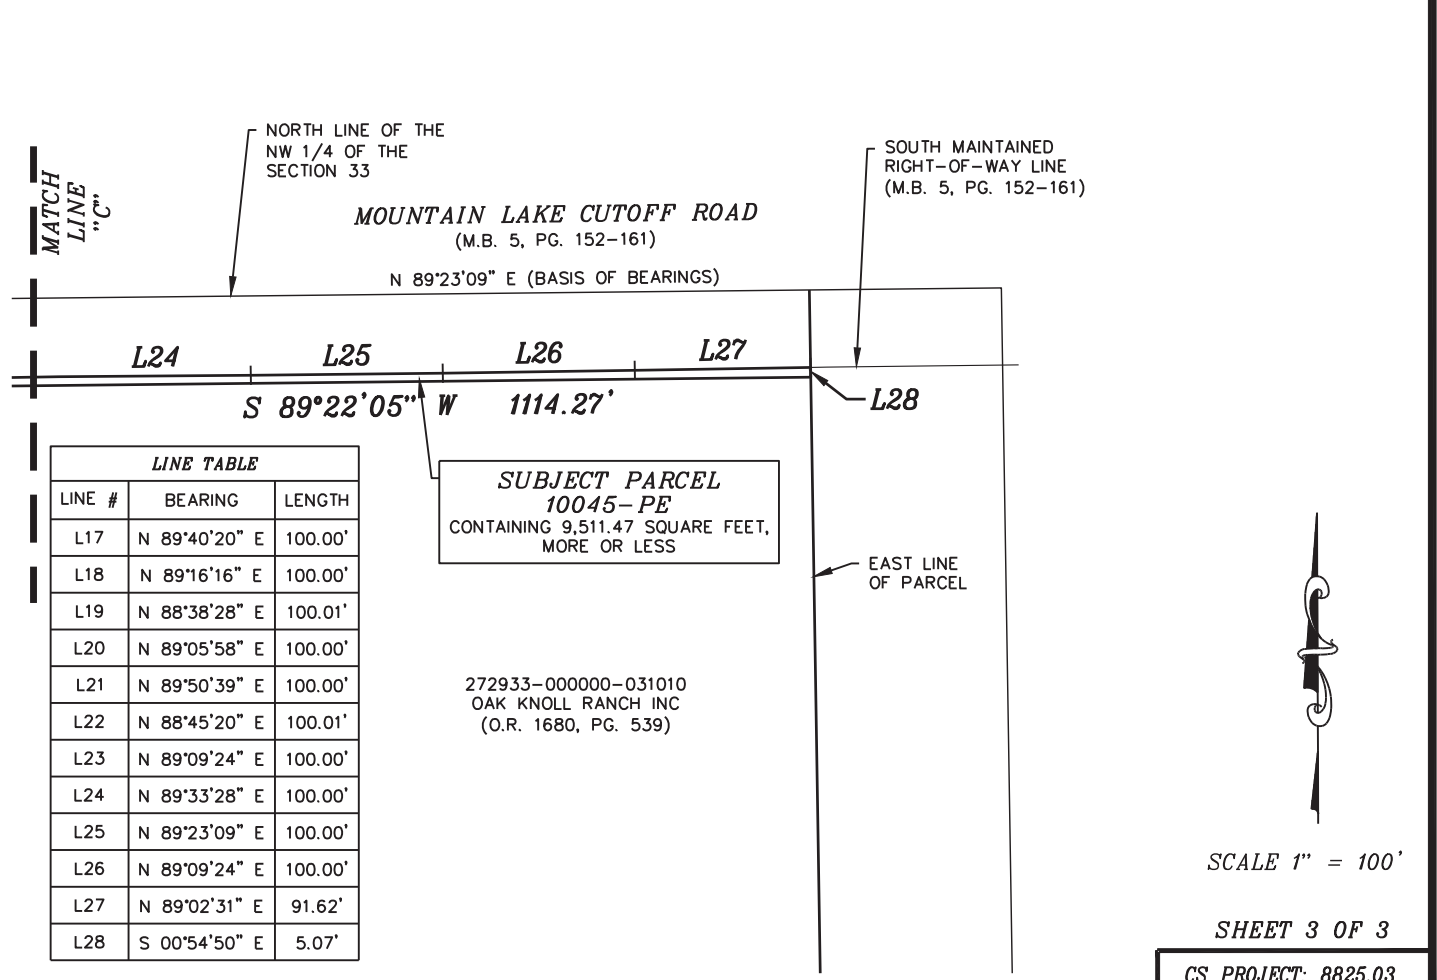 NORTH LINE OF THE
NW 1/4 OF THE
SECTION 33
SOUTH MAINTAINED
RIGHT-OF-WAY LINE
(M.B. 5, PG. 152-161)
MATCH
LINE
"C"
MOUNTAIN LAKE CUTOFF ROAD
(M.B. 5, PG. 152-161)
N 89°23'09" E (BASIS OF BEARINGS)
L24 L25 L26 L27
L28
S 89°22'05" W 1114.27'
SUBJECT PARCEL
10045-PE
CONTAINING 9,511.47 SQUARE FEET,
MORE OR LESS
LINE TABLE
LINE # BEARING LENGTH
L17 N 89°40'20" E 100.00'
L18 N 89°16'16" E 100.00'
L19 N 88°38'28" E 100.01'
L20 N 89°05'58" E 100.00'
L21 N 89°50'39" E 100.00'
L22 N 88°45'20" E 100.01'
L23 N 89°09'24" E 100.00'
L24 N 89°33'28" E 100.00'
L25 N 89°23'09" E 100.00'
L26 N 89°09'24" E 100.00'
L27 N 89°02'31" E 91.62'
L28 S 00°54'50" E 5.07'
EAST LINE
OF PARCEL
272933-000000-031010
OAK KNOLL RANCH INC
(O.R. 1680, PG. 539)
SCALE 1" = 100'
SHEET 3 OF 3
CS PROJECT: 8825.03